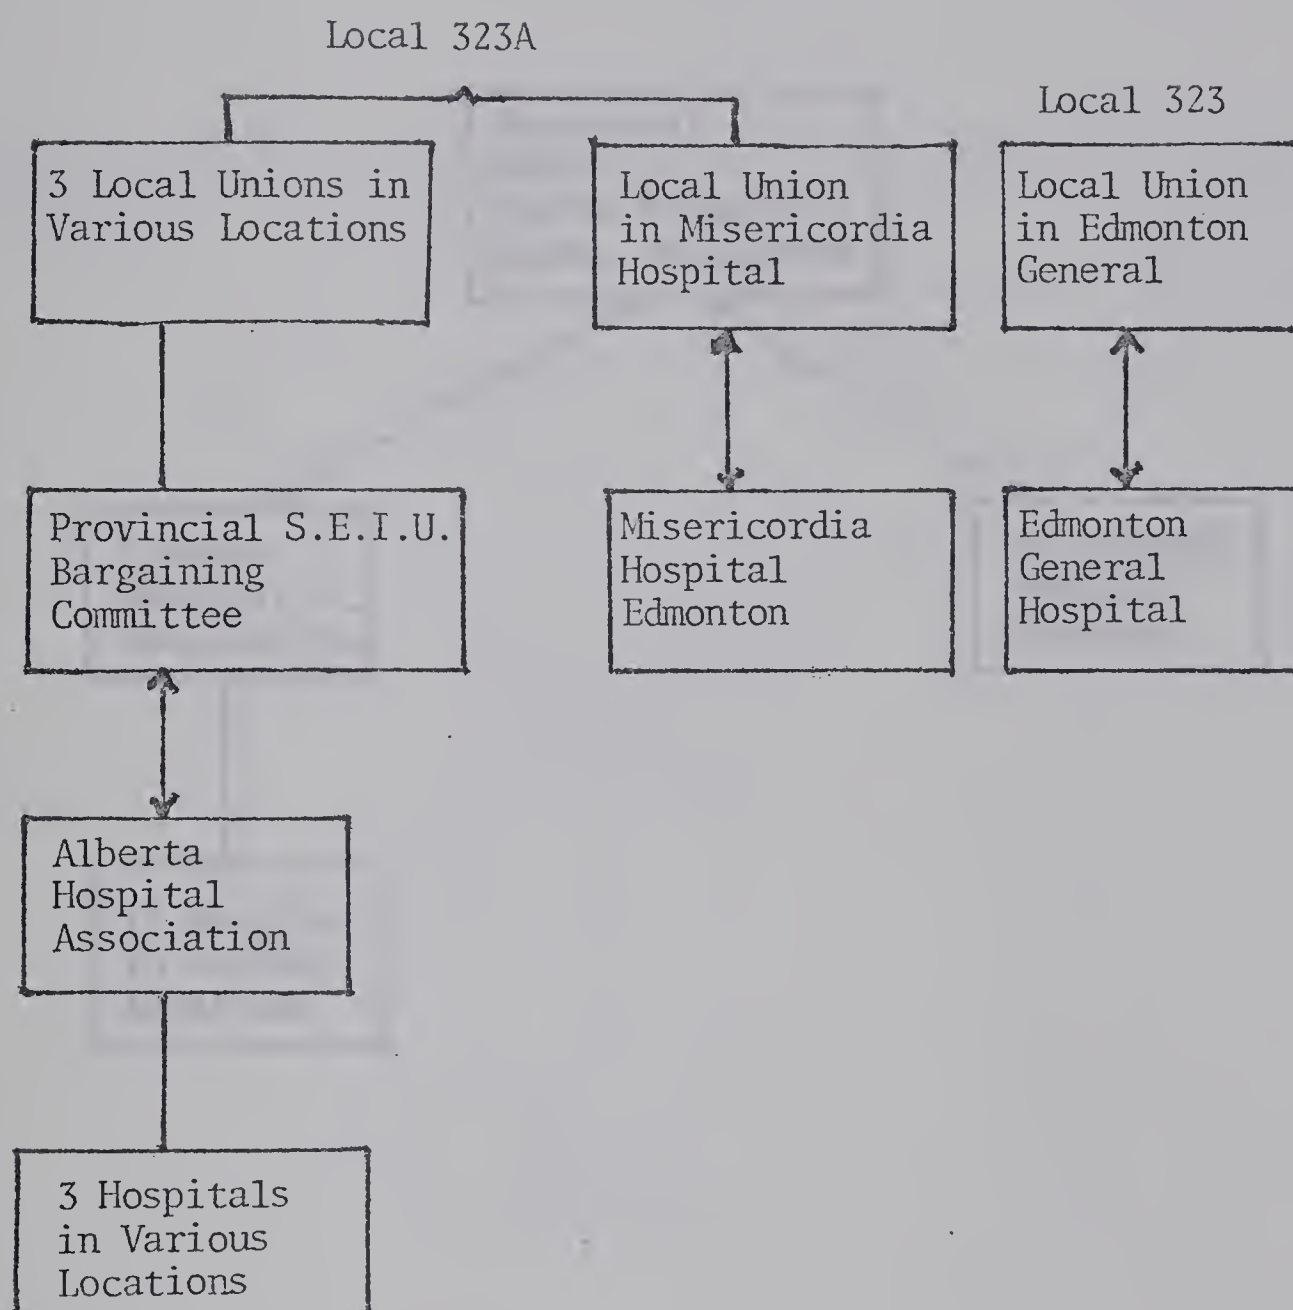 Local 323A
Local 323
3 Local Unions in
Various Locations
Local Union
in Misericordia
Hospital
Local Union
in Edmonton
General
Provincial S.E.I.U.
Bargaining
Committee
Misericordia
Hospital
Edmonton
Edmonton
General
Hospital
Alberta
Hospital
Association
3 Hospitals
in Various
Locations